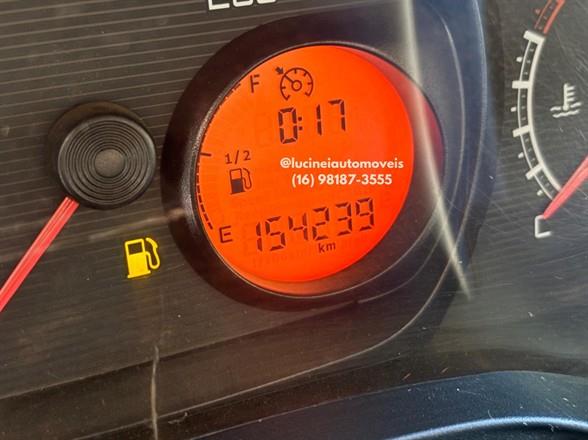 F
0:17
1/2
@lucineiautomoveis
(16) 98187-3555
E
154239
km